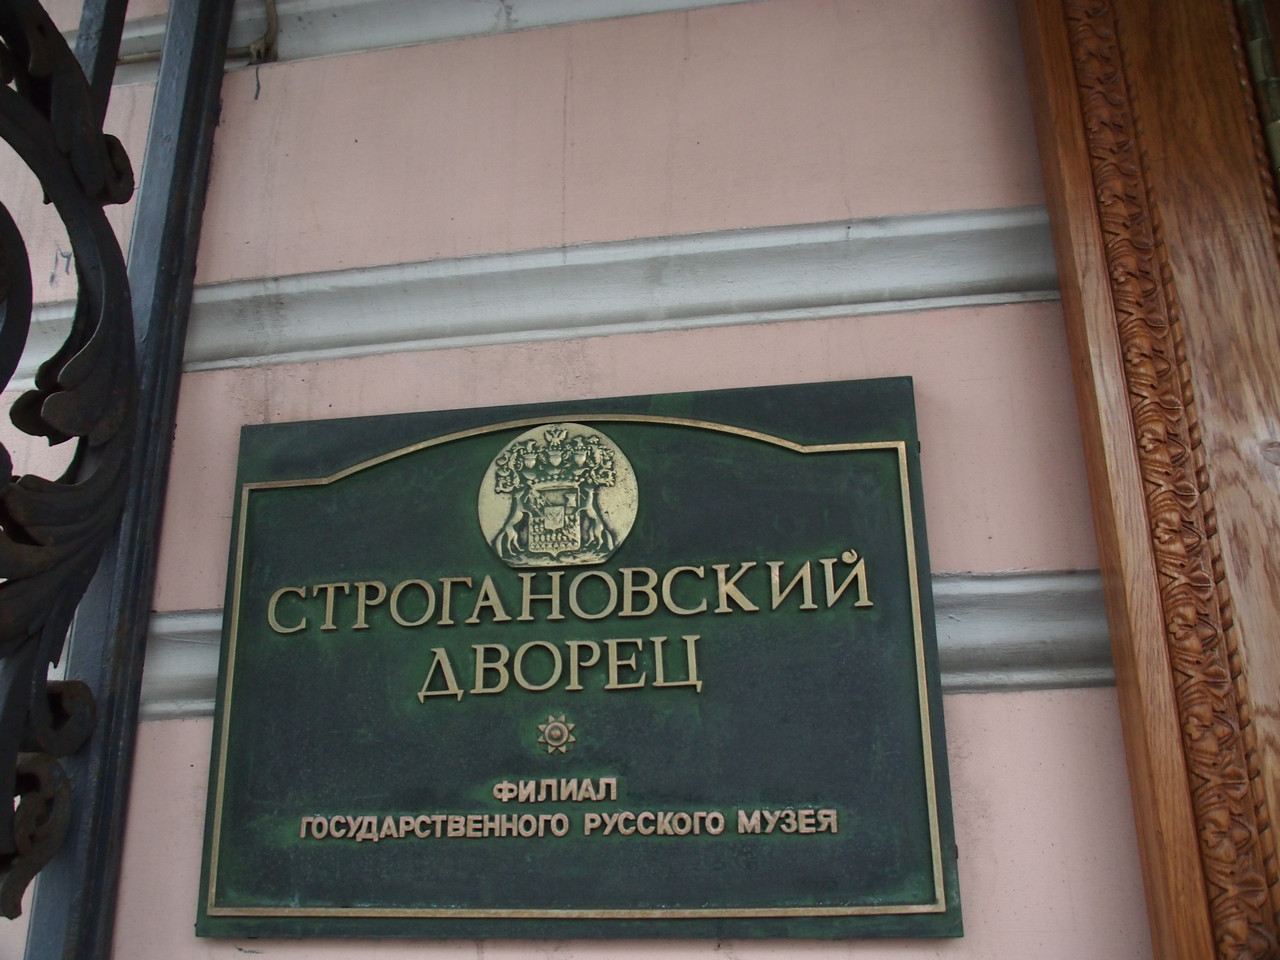 СТРОГАНОВСКИЙ
ДВОРЕЦ
ФИЛИАЛ
ГОСУДАРСТВЕННОГО РУССКОГО МУЗЕЯ